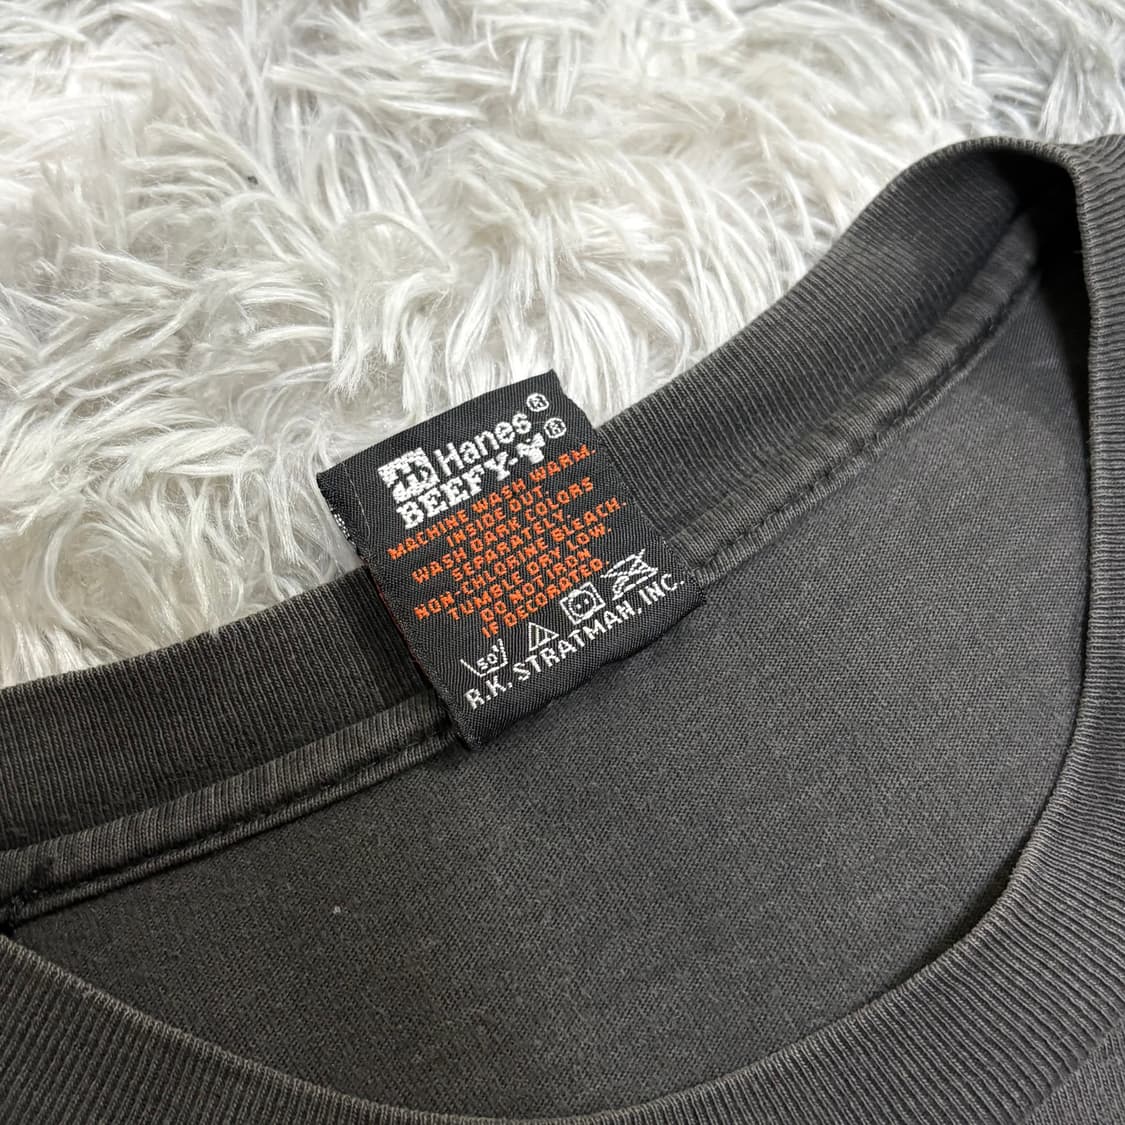 H Hanes®
BEEFY-T®
MACHINE WASH WARM.
INSIDE OUT
WASH DARK COLORS
SEPARATELY.
NON-CHLORINE BLEACH.
TUMBLE DRY LOW.
DO NOT IRON
IF DECORATED
50°
R.K. STRATMAN, INC.